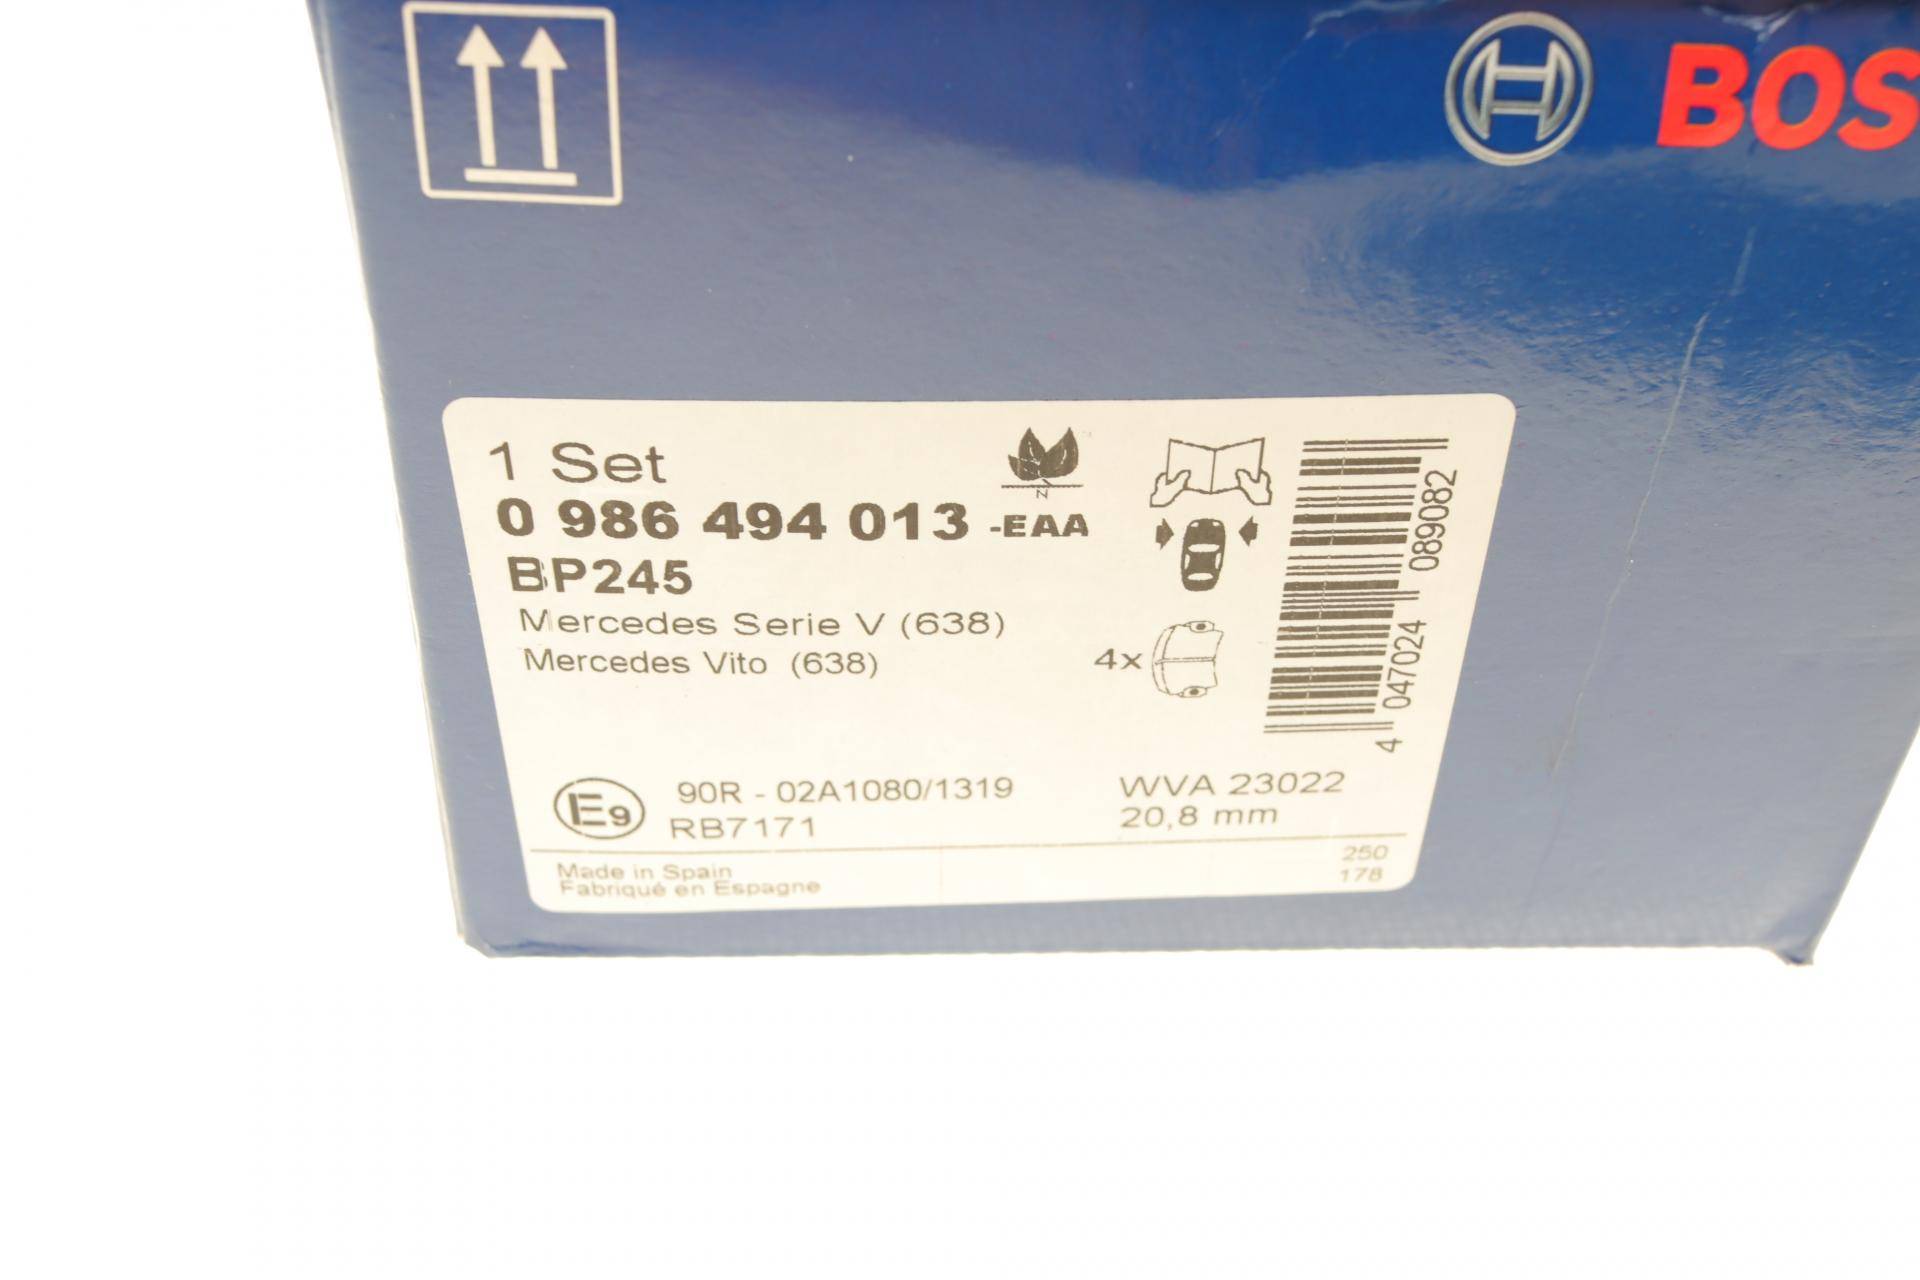 BOS
1 Set
N
0 986 494 013 -EAA
BP245
Mercedes Serie V (638)
Mercedes Vito (638)
4x
4 047024 089082
E9
90R - 02A1080/1319
RB7171
WVA 23022
20,8 mm
Made in Spain
Fabriqué en Espagne
250
178